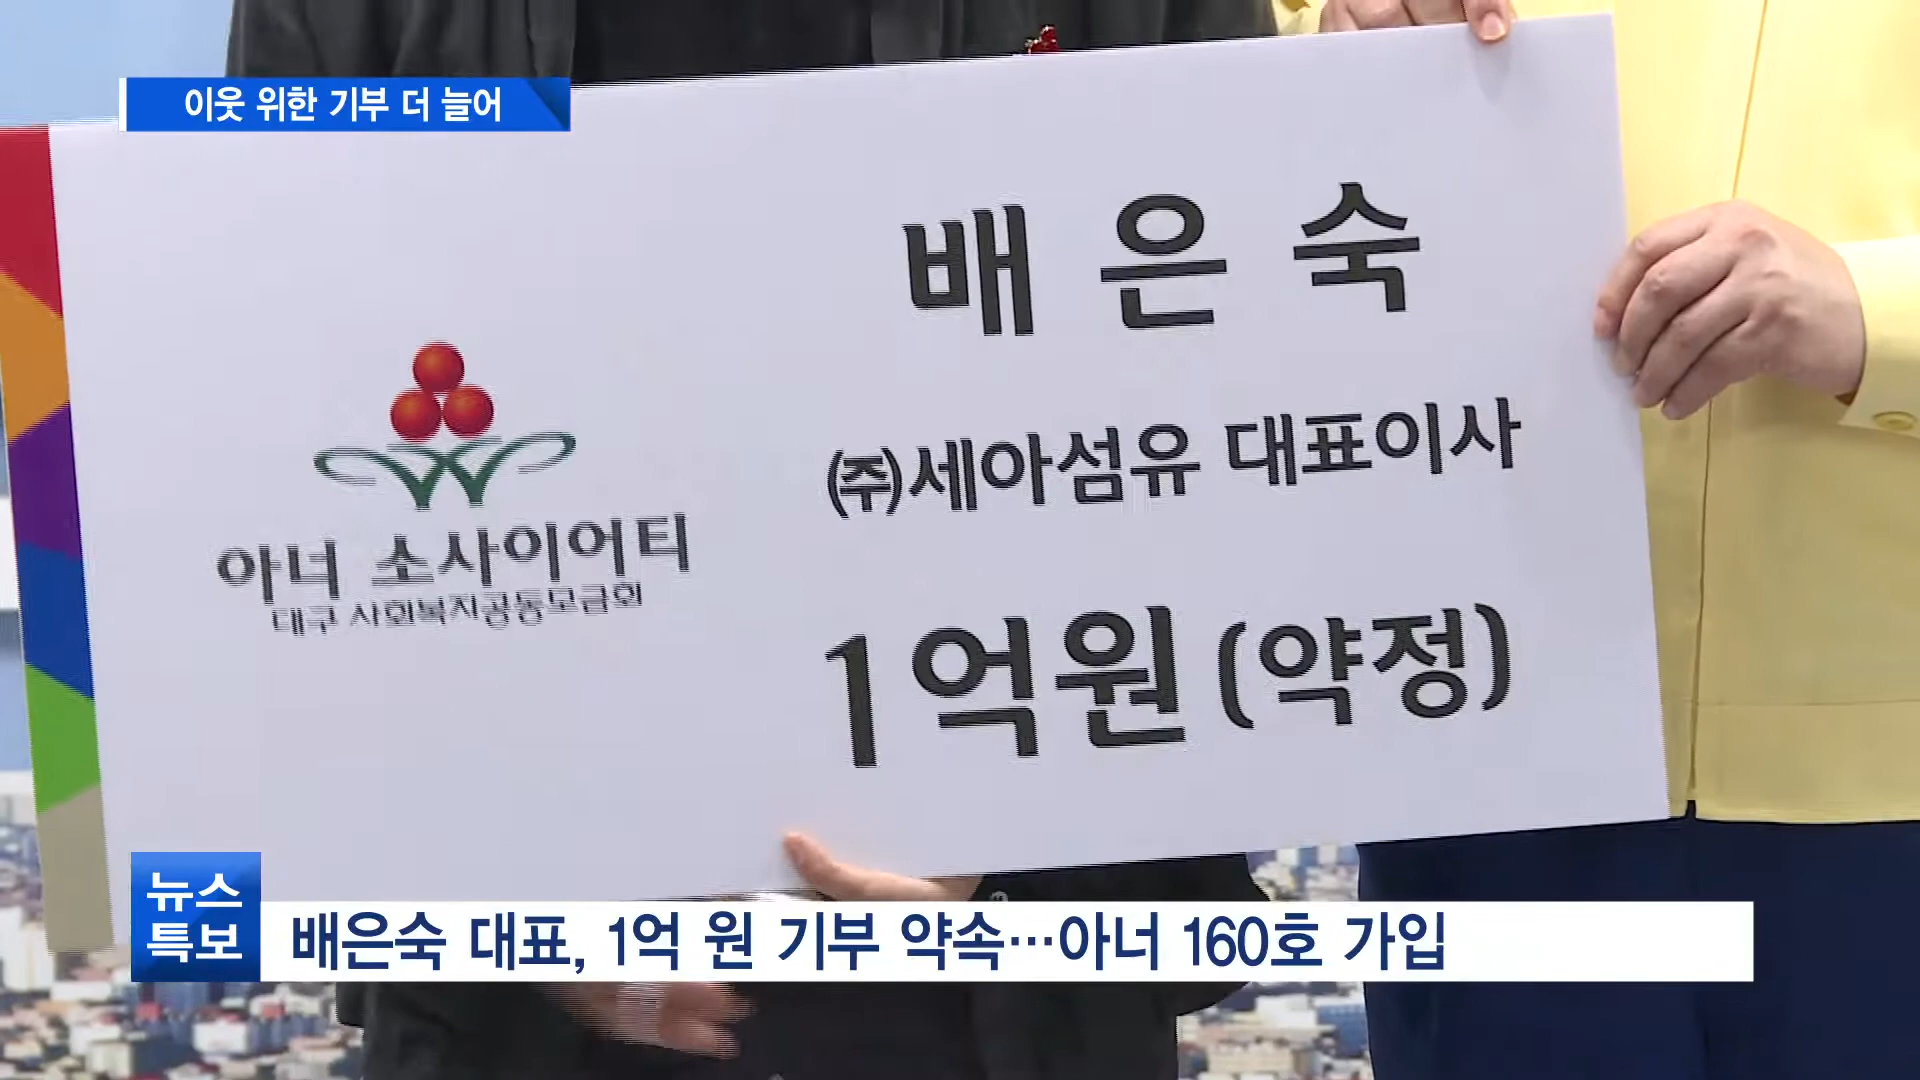 이웃 위한 기부 더 늘어
배 은 숙
㈜세아섬유 대표이사
1억원 (약정)
아너 소사이어티
대구 사회복지공동모금회
뉴스
특보
배은숙 대표, 1억 원 기부 약속…아너 160호 가입